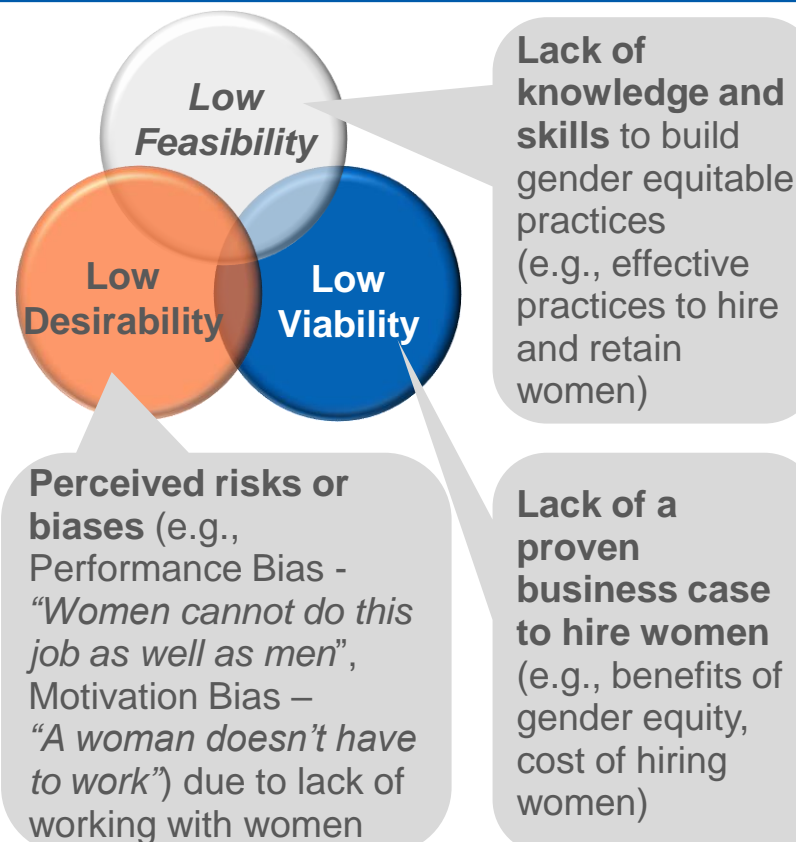 Low
Feasibility
Low
Desirability
Low
Viability
Lack of
knowledge and
skills to build
gender equitable
practices
(e.g., effective
practices to hire
and retain
women)
Perceived risks or
biases (e.g.,
Performance Bias -
“Women cannot do this
job as well as men”,
Motivation Bias –
“A woman doesn’t have
to work”) due to lack of
working with women
Lack of a
proven
business case
to hire women
(e.g., benefits of
gender equity,
cost of hiring
women)